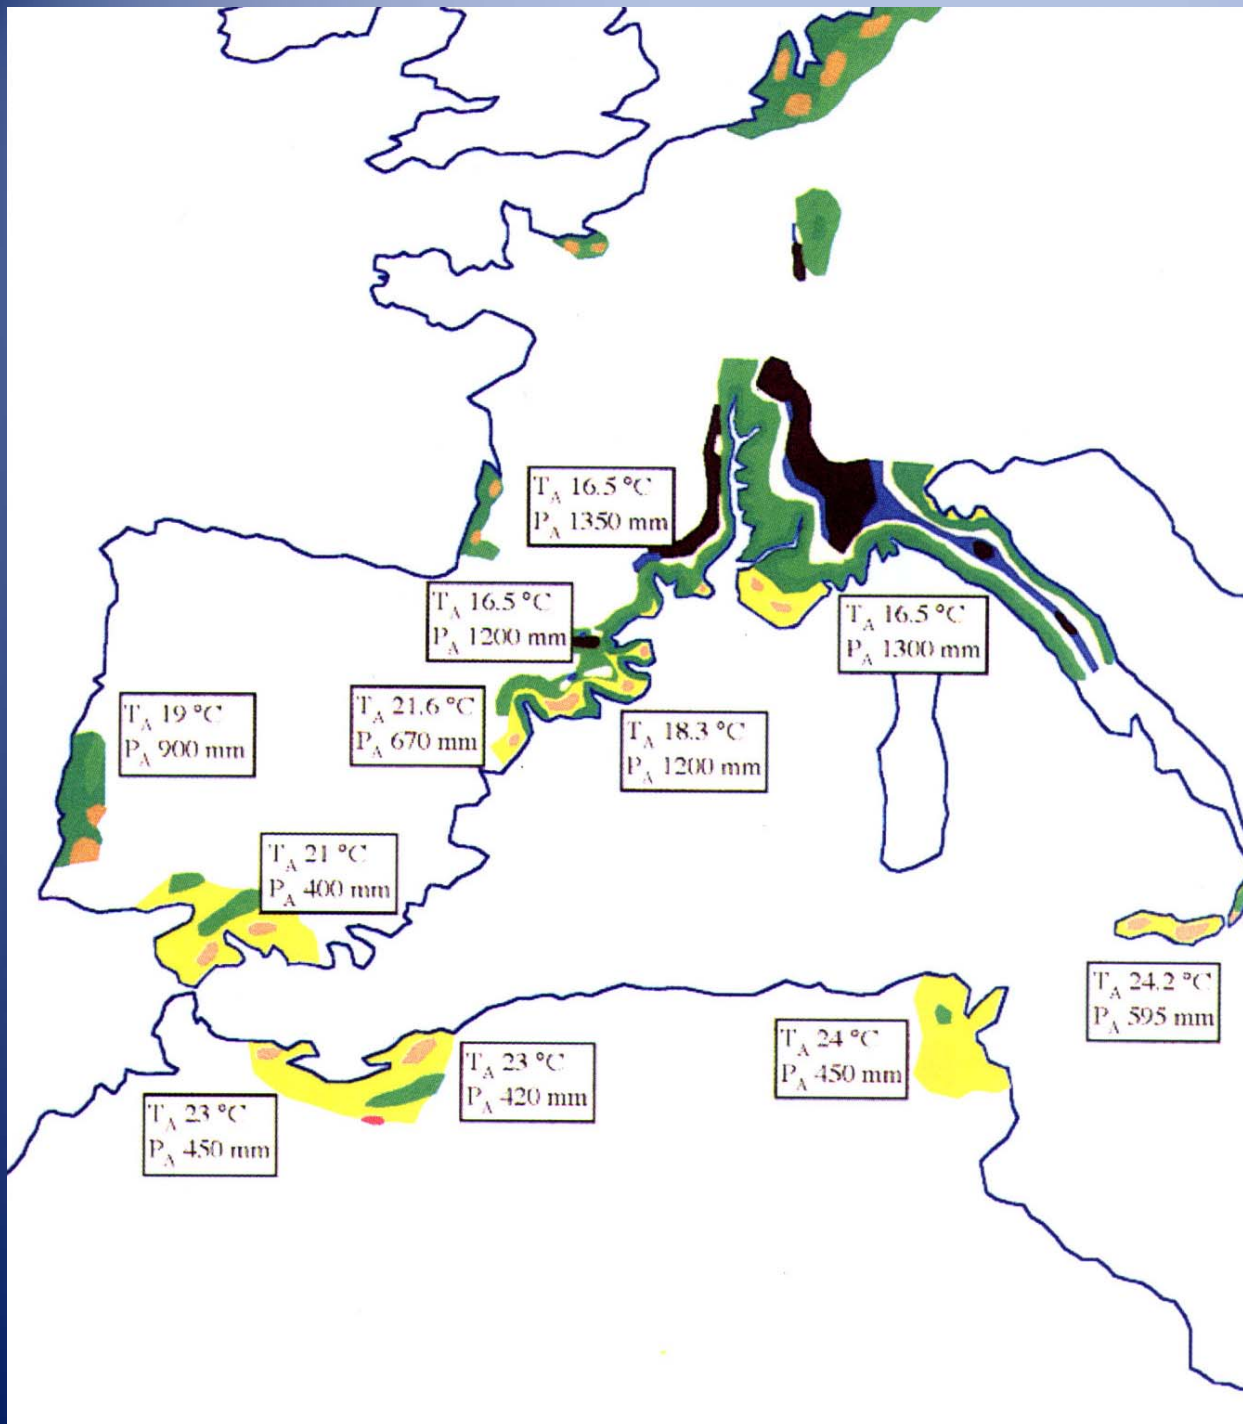 T_A 16.5 °C
P_A 1350 mm
T_A 16.5 °C
P_A 1200 mm
T_A 16.5 °C
P_A 1300 mm
T_A 19 °C
P_A 900 mm
T_A 21.6 °C
P_A 670 mm
T_A 18.3 °C
P_A 1200 mm
T_A 21 °C
P_A 400 mm
T_A 24.2 °C
P_A 595 mm
T_A 24 °C
P_A 450 mm
T_A 23 °C
P_A 420 mm
T_A 23 °C
P_A 450 mm